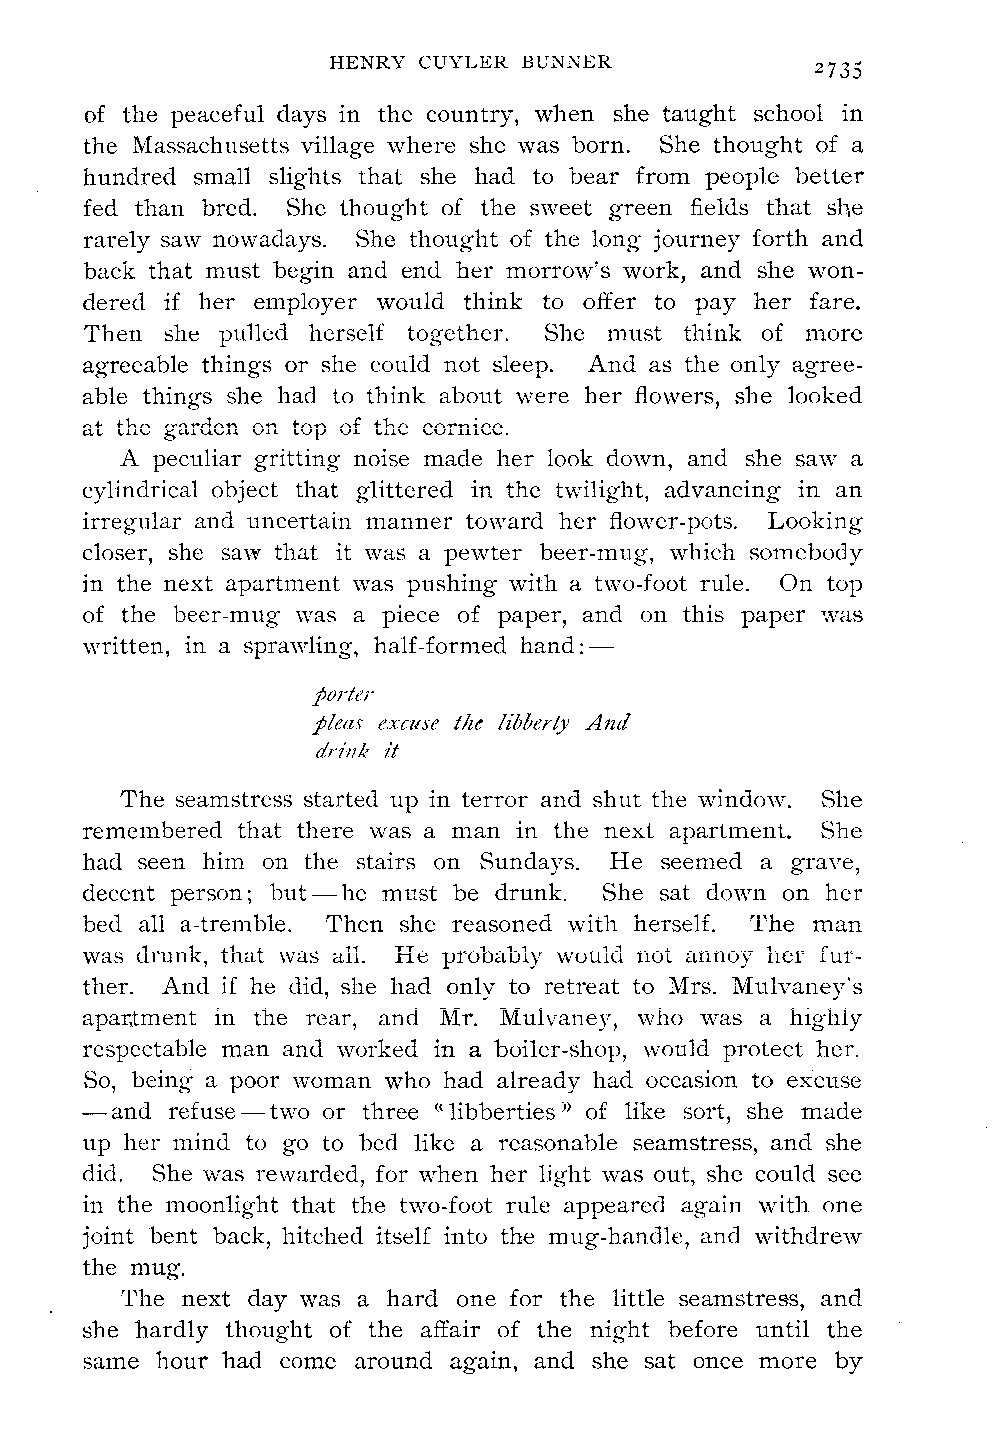 HENRY CUYLER BUNNER
2735
of the peaceful days in the country, when she taught school in
the Massachusetts village where she was born. She thought of a
hundred small slights that she had to bear from people better
fed than bred. She thought of the sweet green fields that she
rarely saw nowadays. She thought of the long journey forth and
back that must begin and end her morrow's work, and she won-
dered if her employer would think to offer to pay her fare.
Then she pulled herself together. She must think of more
agreeable things or she could not sleep. And as the only agree-
able things she had to think about were her flowers, she looked
at the garden on top of the cornice.
A peculiar gritting noise made her look down, and she saw a
cylindrical object that glittered in the twilight, advancing in an
irregular and uncertain manner toward her flower-pots. Looking
closer, she saw that it was a pewter beer-mug, which somebody
in the next apartment was pushing with a two-foot rule. On top
of the beer-mug was a piece of paper, and on this paper was
written, in a sprawling, half-formed hand:—
porter
pleas excuse the libberty And
drink it
The seamstress started up in terror and shut the window. She
remembered that there was a man in the next apartment. She
had seen him on the stairs on Sundays. He seemed a grave,
decent person; but—he must be drunk. She sat down on her
bed all a-tremble. Then she reasoned with herself. The man
was drunk, that was all. He probably would not annoy her fur-
ther. And if he did, she had only to retreat to Mrs. Mulvaney's
apartment in the rear, and Mr. Mulvaney, who was a highly
respectable man and worked in a boiler-shop, would protect her.
So, being a poor woman who had already had occasion to excuse
—and refuse—two or three "libberties" of like sort, she made
up her mind to go to bed like a reasonable seamstress, and she
did. She was rewarded, for when her light was out, she could see
in the moonlight that the two-foot rule appeared again with one
joint bent back, hitched itself into the mug-handle, and withdrew
the mug.
The next day was a hard one for the little seamstress, and
she hardly thought of the affair of the night before until the
same hour had come around again, and she sat once more by